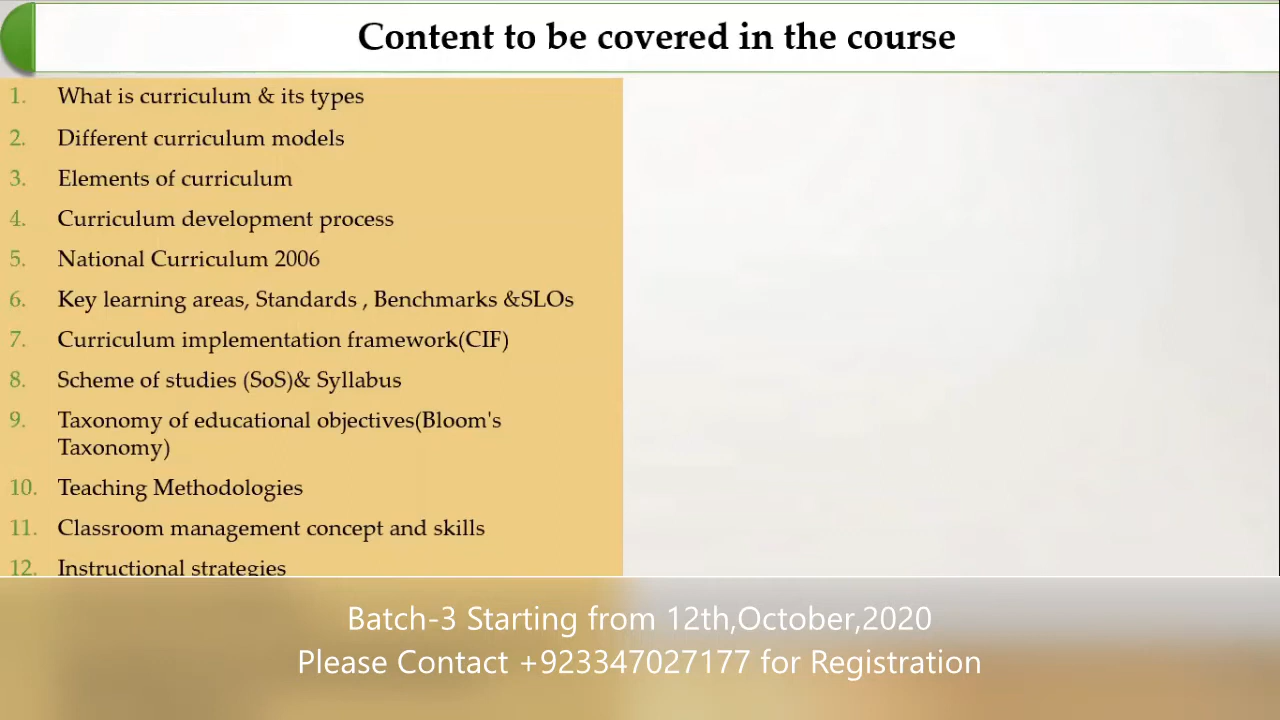 Content to be covered in the course
1. What is curriculum & its types
2. Different curriculum models
3. Elements of curriculum
4. Curriculum development process
5. National Curriculum 2006
6. Key learning areas, Standards , Benchmarks &SLOs
7. Curriculum implementation framework(CIF)
8. Scheme of studies (SoS)& Syllabus
9. Taxonomy of educational objectives(Bloom's
Taxonomy)
10. Teaching Methodologies
11. Classroom management concept and skills
12. Instructional strategies
Batch-3 Starting from 12th,October,2020
Please Contact +923347027177 for Registration